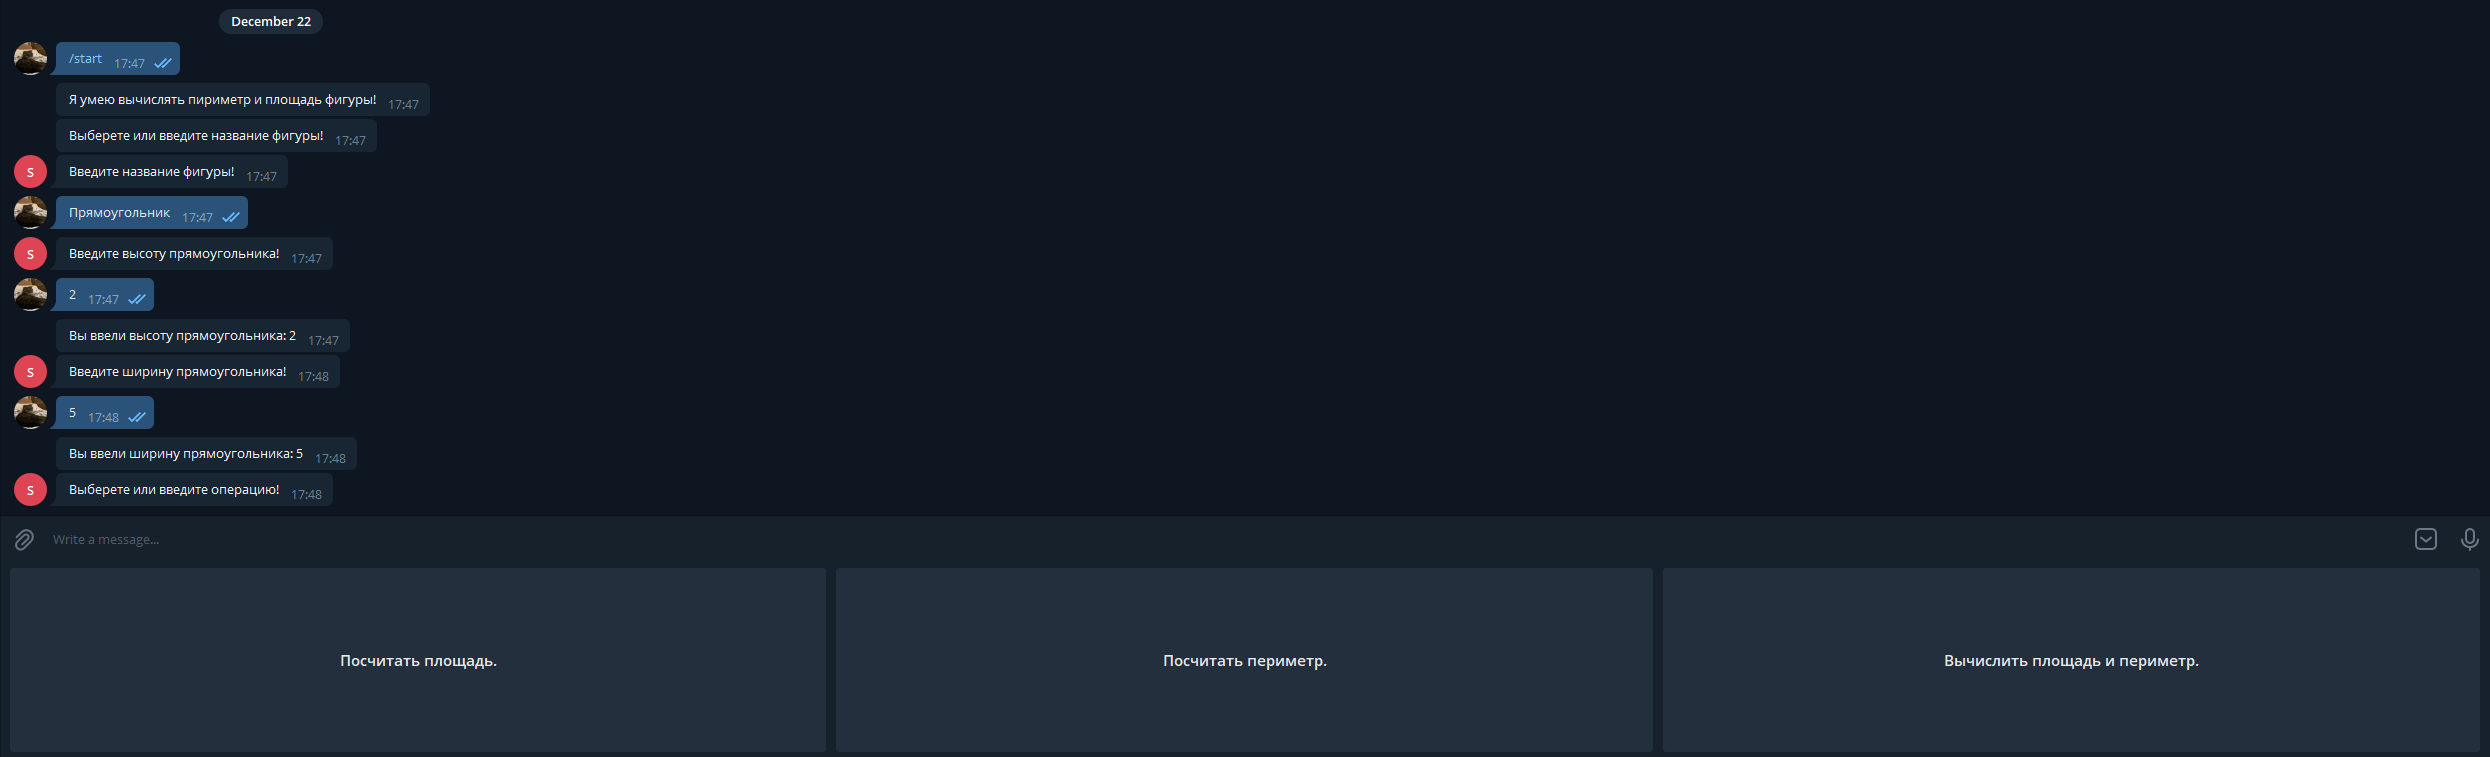 December 22
/start 17:47
Я умею вычислять пириметр и площадь фигуры! 17:47
Выберете или введите название фигуры! 17:47
S
Введите название фигуры! 17:47
Прямоугольник 17:47
S
Введите высоту прямоугольника! 17:47
2 17:47
Вы ввели высоту прямоугольника: 2 17:47
S
Введите ширину прямоугольника! 17:48
5 17:48
Вы ввели ширину прямоугольника: 5 17:48
S
Выберете или введите операцию! 17:48
Write a message...
Посчитать площадь.
Посчитать периметр.
Вычислить площадь и периметр.